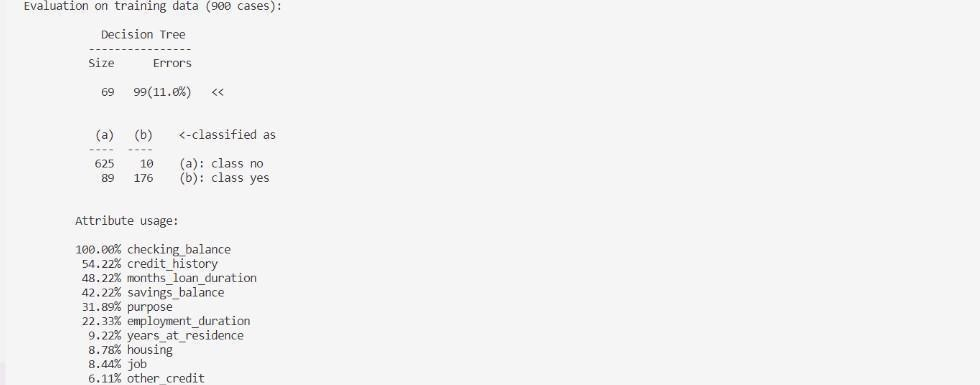 Evaluation on training data (900 cases):
Decision Tree
----------------
Size Errors
69 99(11.0%) <<
(a) (b) <-classified as
---- ----
625 10 (a): class no
89 176 (b): class yes
Attribute usage:
100.00% checking_balance
54.22% credit_history
48.22% months_loan_duration
42.22% savings_balance
31.89% purpose
22.33% employment_duration
9.22% years_at_residence
8.78% housing
8.44% job
6.11% other_credit